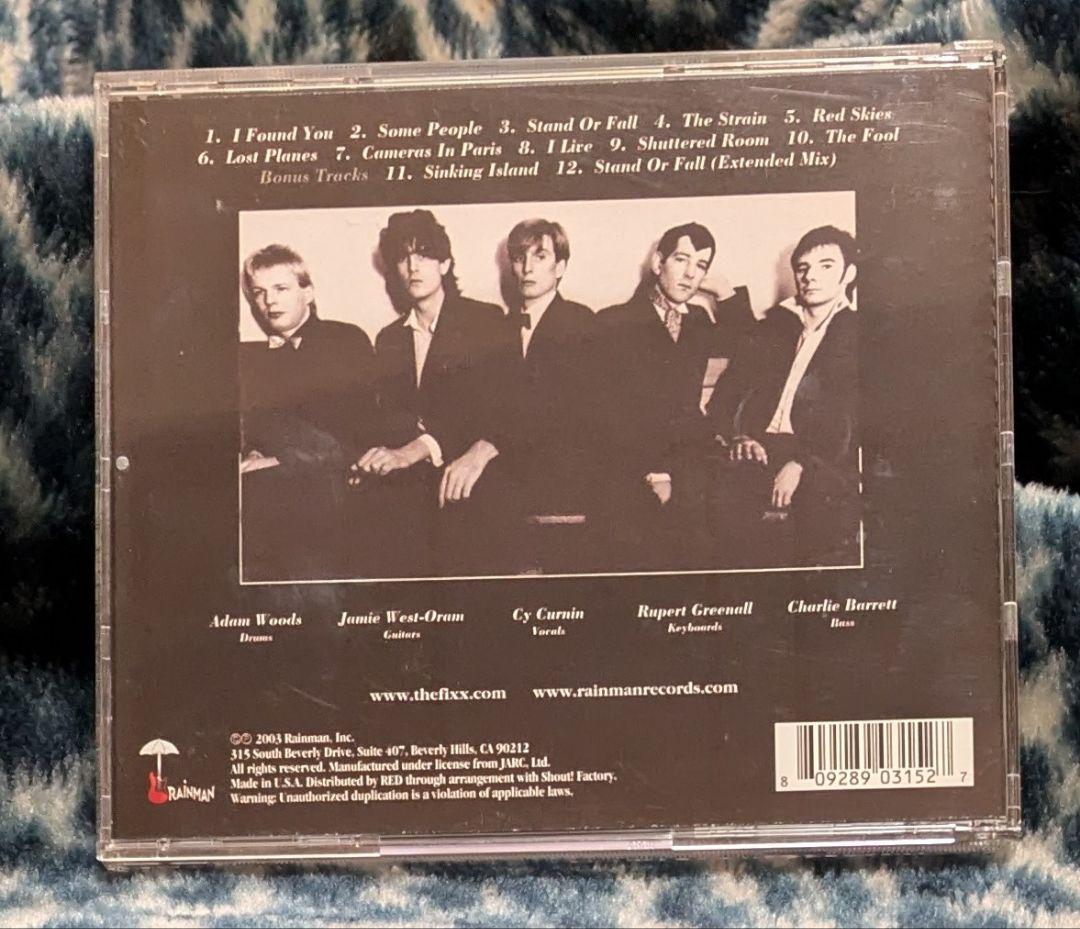 1. I Found You 2. Some People 3. Stand Or Fall 4. The Strain 5. Red Skies
6. Lost Planes 7. Cameras In Paris 8. I Live 9. Shuttered Room 10. The Fool
Bonus Tracks 11. Sinking Island 12. Stand Or Fall (Extended Mix)
Adam Woods Jamie West-Oram Cy Curnin Rupert Greenall Charlie Barrett
Drums Guitars Vocals Keyboards Bass
www.thefixx.com www.rainmanrecords.com
©℗ 2003 Rainman, Inc.
315 South Beverly Drive, Suite 407, Beverly Hills, CA 90212
All rights reserved. Manufactured under license from JARC, Ltd.
Made in U.S.A. Distributed by RED through arrangement with Shout! Factory.
Warning: Unauthorized duplication is a violation of applicable laws.
RAINMAN
8 09289 03152 7